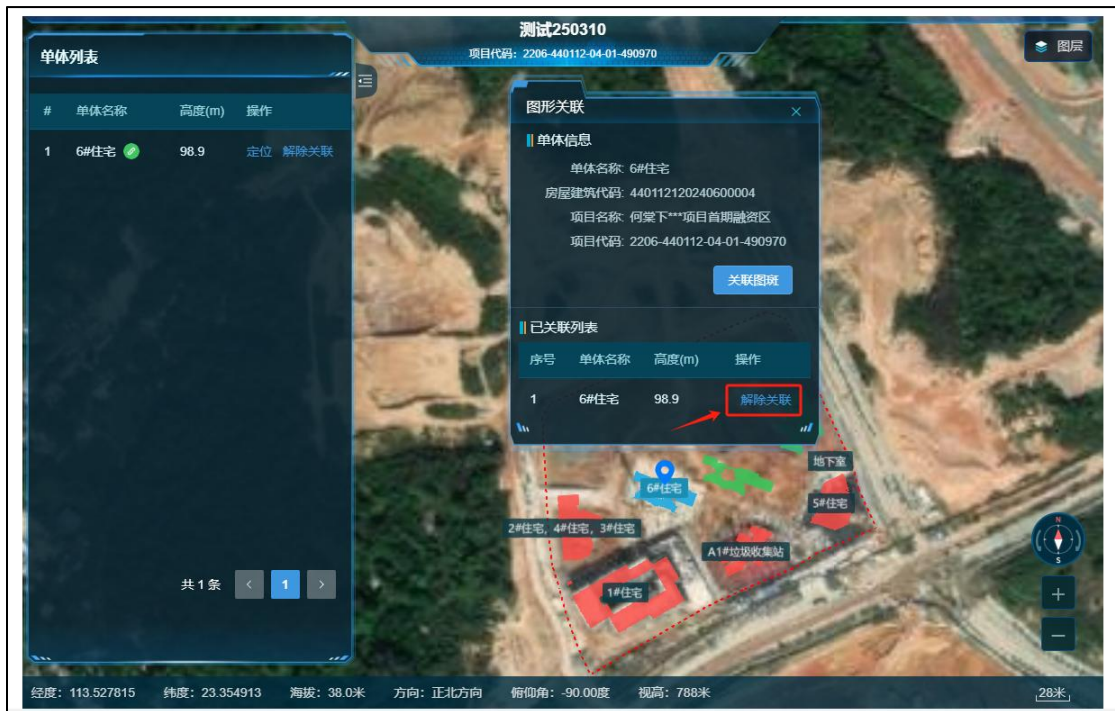 测试250310
项目代码：2206-440112-04-01-490970
图层
单体列表
# 单体名称 高度(m) 操作
1 6#住宅 98.9 定位 解除关联
共1条 < 1 >
图形关联 ×
单体信息
单体名称: 6#住宅
房屋建筑代码: 440112120240600004
项目名称: 何棠下***项目首期融资区
项目代码: 2206-440112-04-01-490970
关联图斑
已关联列表
序号 单体名称 高度(m) 操作
1 6#住宅 98.9 解除关联
地下室
6#住宅
5#住宅
2#住宅，4#住宅，3#住宅
A1#垃圾收集站
1#住宅
N
S
+
−
经度：113.527815 纬度：23.354913 海拔：38.0米 方向：正北方向 俯仰角：-90.00度 视高：788米 28米